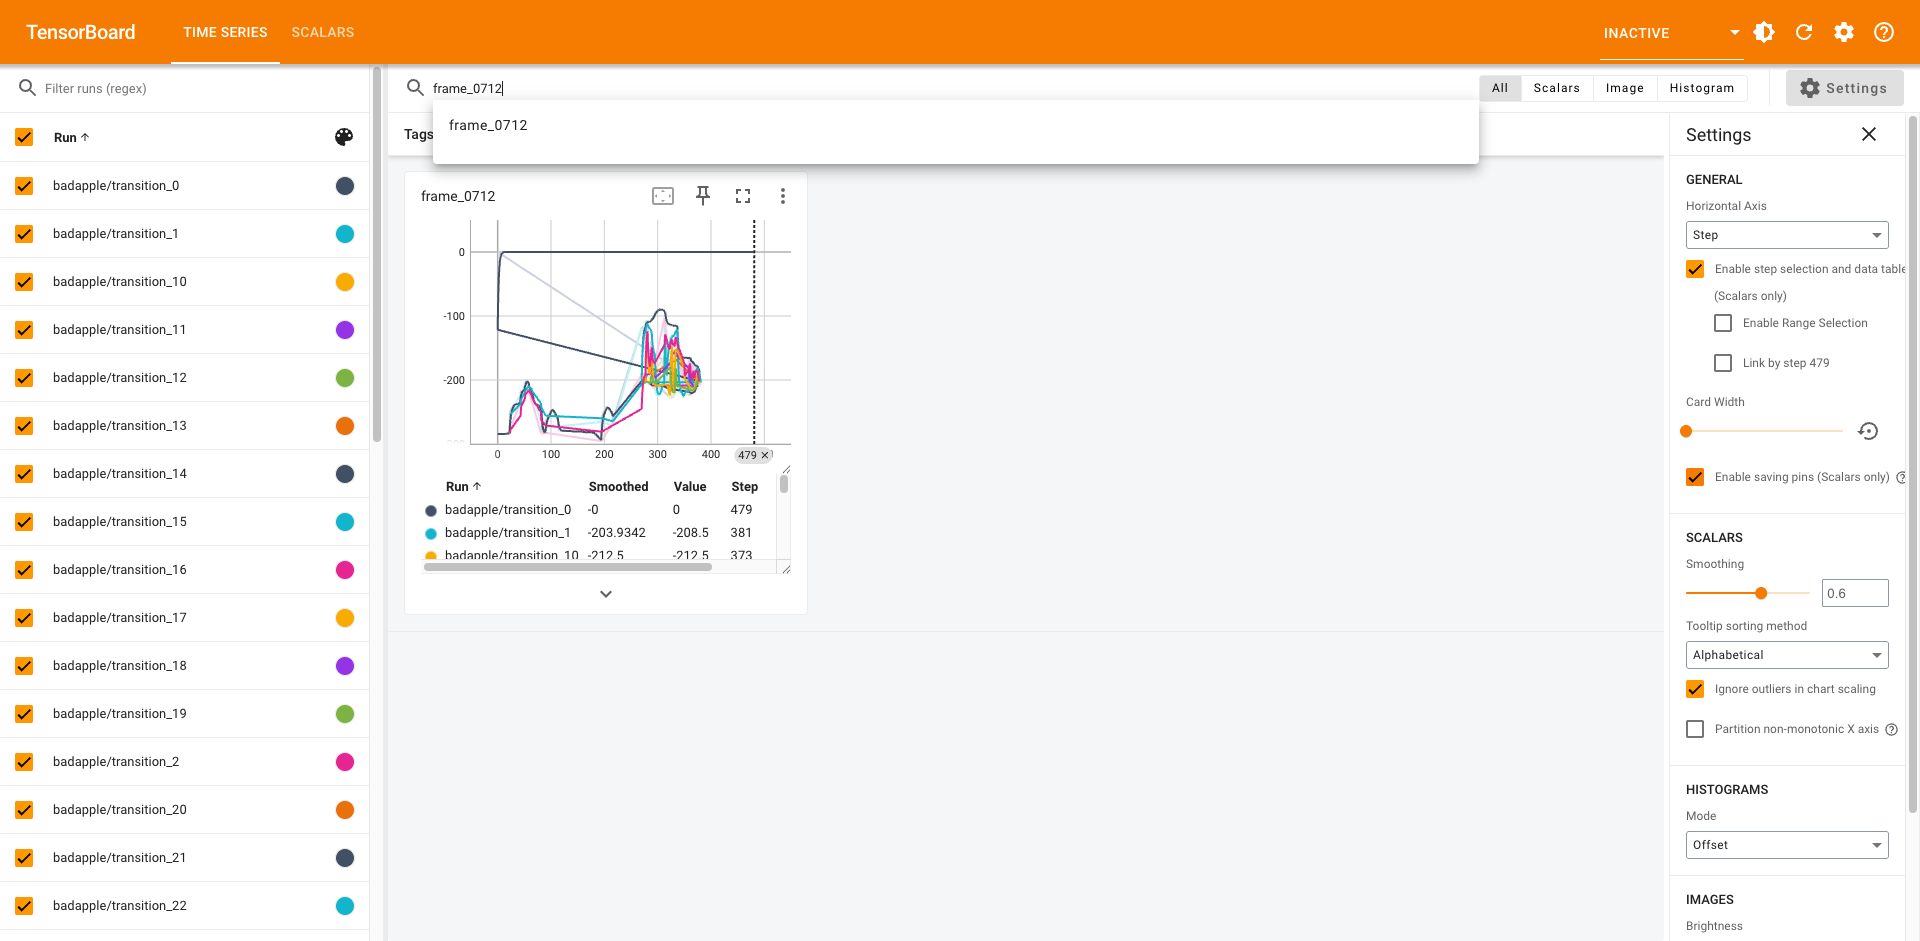 TensorBoard TIME SERIES SCALARS INACTIVE
Filter runs (regex)
Run
badapple/transition_0
badapple/transition_1
badapple/transition_10
badapple/transition_11
badapple/transition_12
badapple/transition_13
badapple/transition_14
badapple/transition_15
badapple/transition_16
badapple/transition_17
badapple/transition_18
badapple/transition_19
badapple/transition_2
badapple/transition_20
badapple/transition_21
badapple/transition_22
frame_0712
All Scalars Image Histogram Settings
frame_0712
Tags
frame_0712
0
-100
-200
0 100 200 300 400 479
Run Smoothed Value Step
badapple/transition_0 -0 0 479
badapple/transition_1 -203.9342 -208.5 381
badapple/transition_10 -212.5 -212.5 373
Settings
GENERAL
Horizontal Axis
Step
Enable step selection and data table
(Scalars only)
Enable Range Selection
Link by step 479
Card Width
Enable saving pins (Scalars only)
SCALARS
Smoothing
0.6
Tooltip sorting method
Alphabetical
Ignore outliers in chart scaling
Partition non-monotonic X axis
HISTOGRAMS
Mode
Offset
IMAGES
Brightness